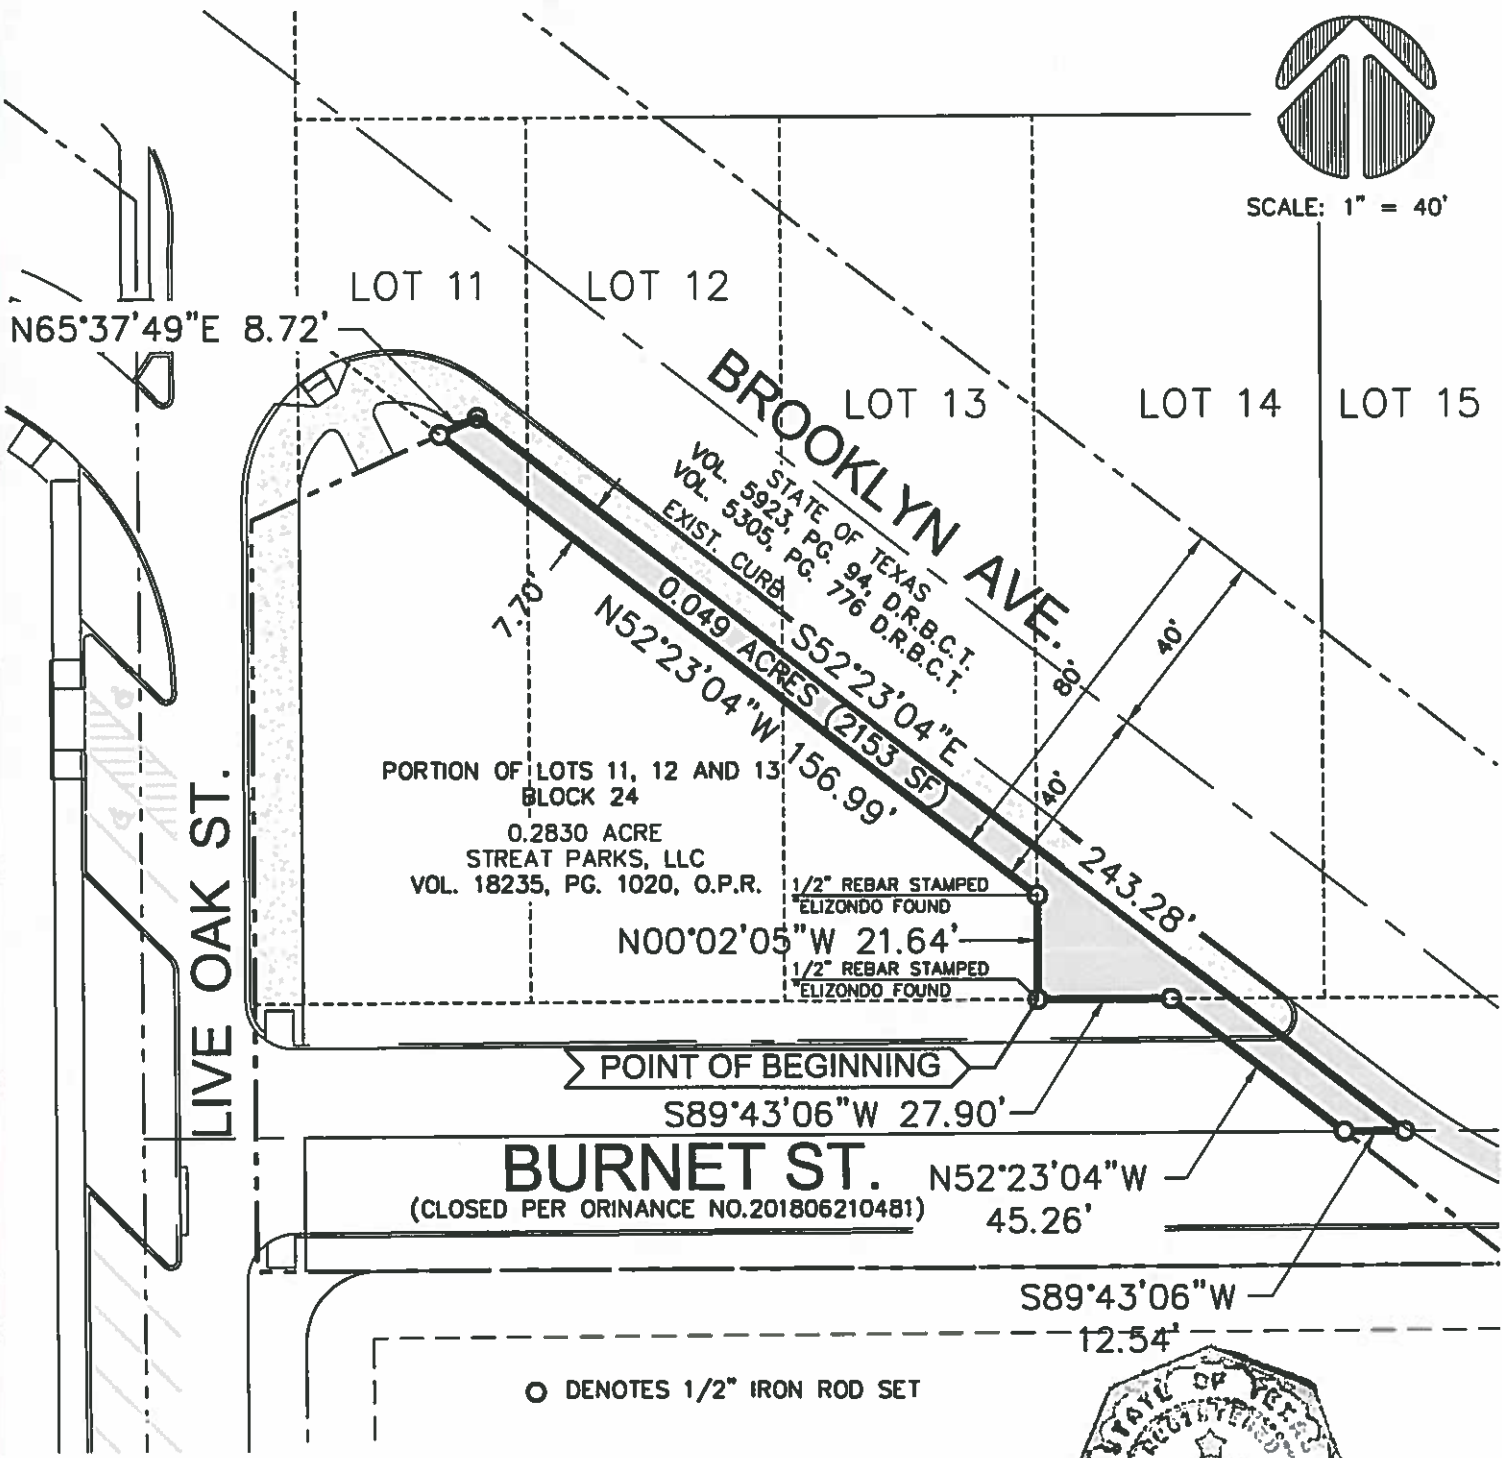 SCALE: 1" = 40'
LOT 11
LOT 12
N65°37'49"E 8.72'
LOT 13
LOT 14
LOT 15
BROOKLYN AVE.
STATE OF TEXAS
VOL. 5923, PG. 94, D.R.B.C.T.
VOL. 5305, PG. 776 D.R.B.C.T.
EXIST. CURB
7.70'
0.049 ACRES (2153 SF)
S52°23'04"E 243.28'
N52°23'04"W 156.99'
80'
40'
40'
PORTION OF LOTS 11, 12 AND 13
BLOCK 24
0.2830 ACRE
STREAT PARKS, LLC
VOL. 18235, PG. 1020, O.P.R.
1/2" REBAR STAMPED
"ELIZONDO FOUND
N00°02'05"W 21.64'
1/2" REBAR STAMPED
"ELIZONDO FOUND
LIVE OAK ST.
POINT OF BEGINNING
S89°43'06"W 27.90'
BURNET ST.
(CLOSED PER ORINANCE NO.201806210481)
N52°23'04"W
45.26'
S89°43'06"W
12.54'
O DENOTES 1/2" IRON ROD SET
STATE OF TEXAS
REGISTERED